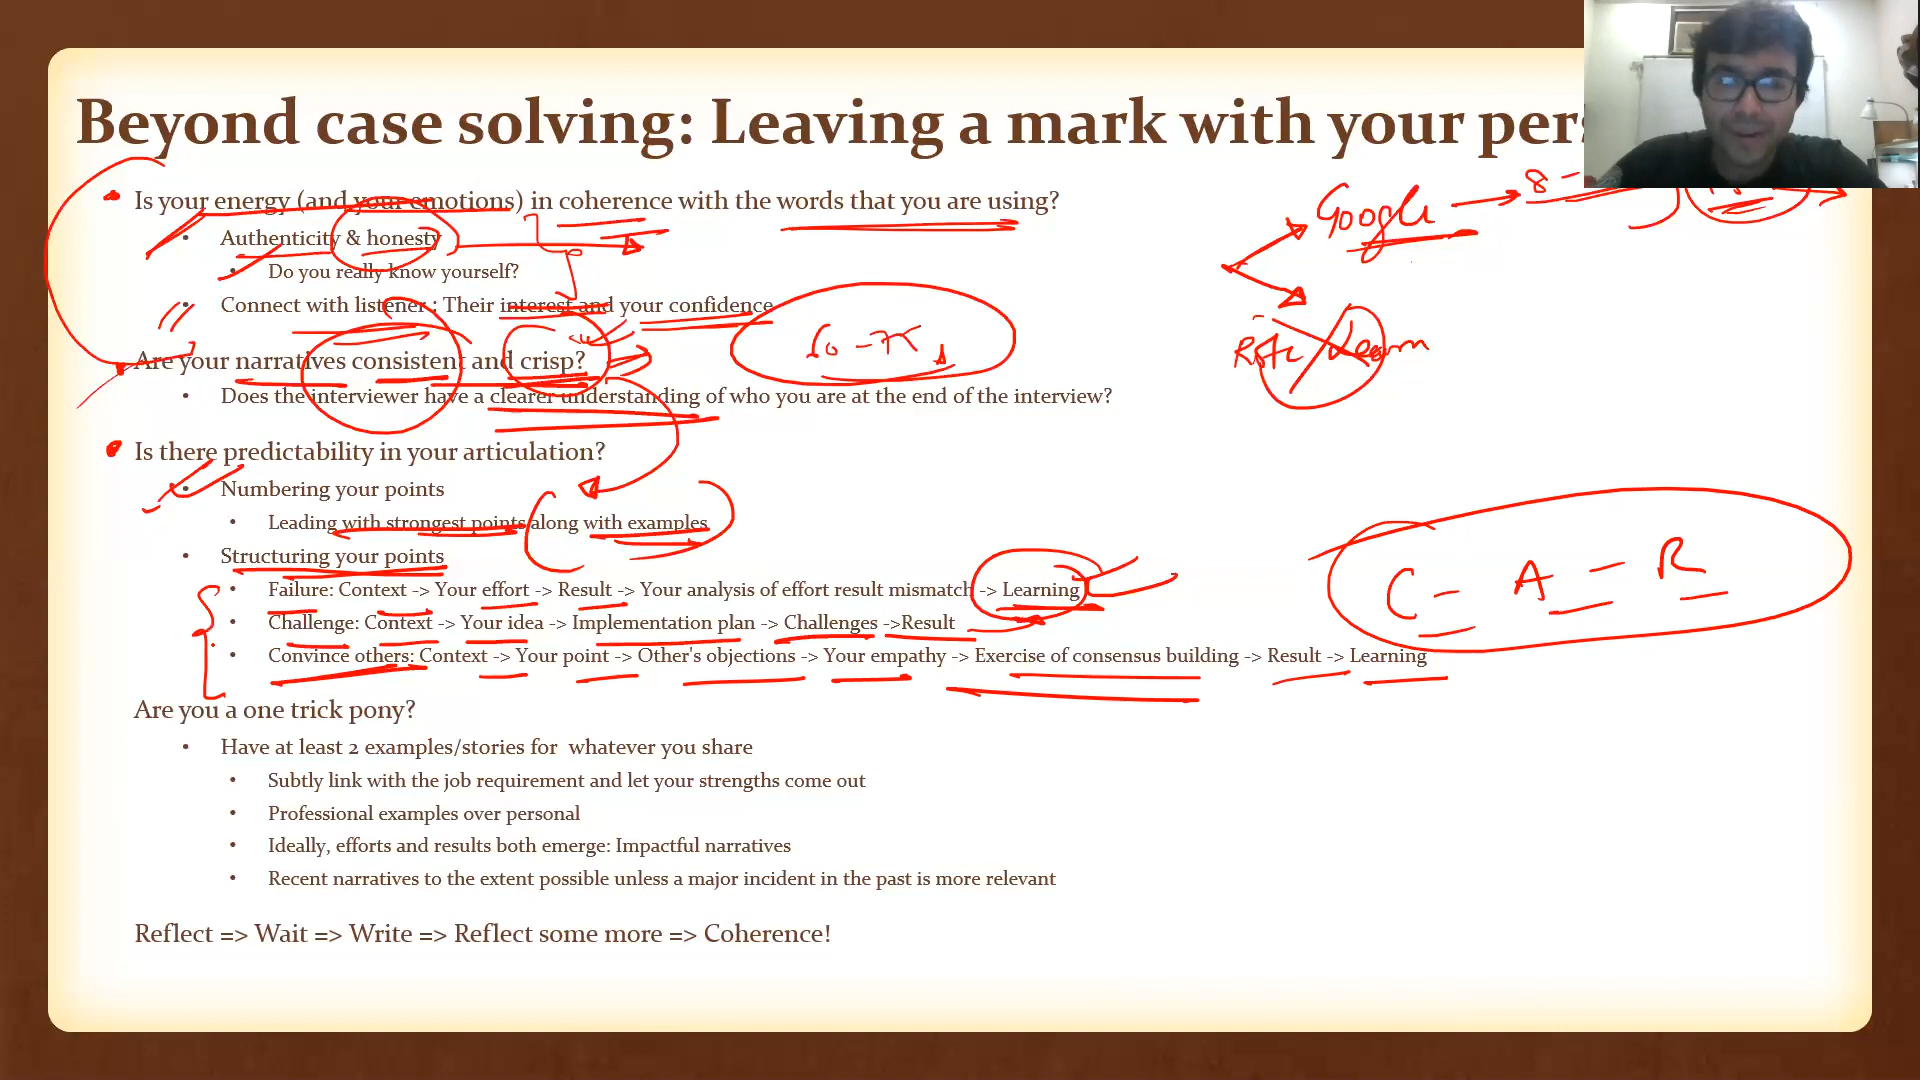 Beyond case solving: Leaving a mark with your pers
Is your energy (and your emotions) in coherence with the words that you are using?
• Authenticity & honesty
• Do you really know yourself?
• Connect with listener : Their interest and your confidence
Are your narratives consistent and crisp?
• Does the interviewer have a clearer understanding of who you are at the end of the interview?
Is there predictability in your articulation?
• Numbering your points
• Leading with strongest points along with examples
• Structuring your points
• Failure: Context -> Your effort -> Result -> Your analysis of effort result mismatch -> Learning
• Challenge: Context -> Your idea -> Implementation plan -> Challenges ->Result
• Convince others: Context -> Your point -> Other's objections -> Your empathy -> Exercise of consensus building -> Result -> Learning
Are you a one trick pony?
• Have at least 2 examples/stories for whatever you share
• Subtly link with the job requirement and let your strengths come out
• Professional examples over personal
• Ideally, efforts and results both emerge: Impactful narratives
• Recent narratives to the extent possible unless a major incident in the past is more relevant
Reflect => Wait => Write => Reflect some more => Coherence!
Google
8
C - A - R